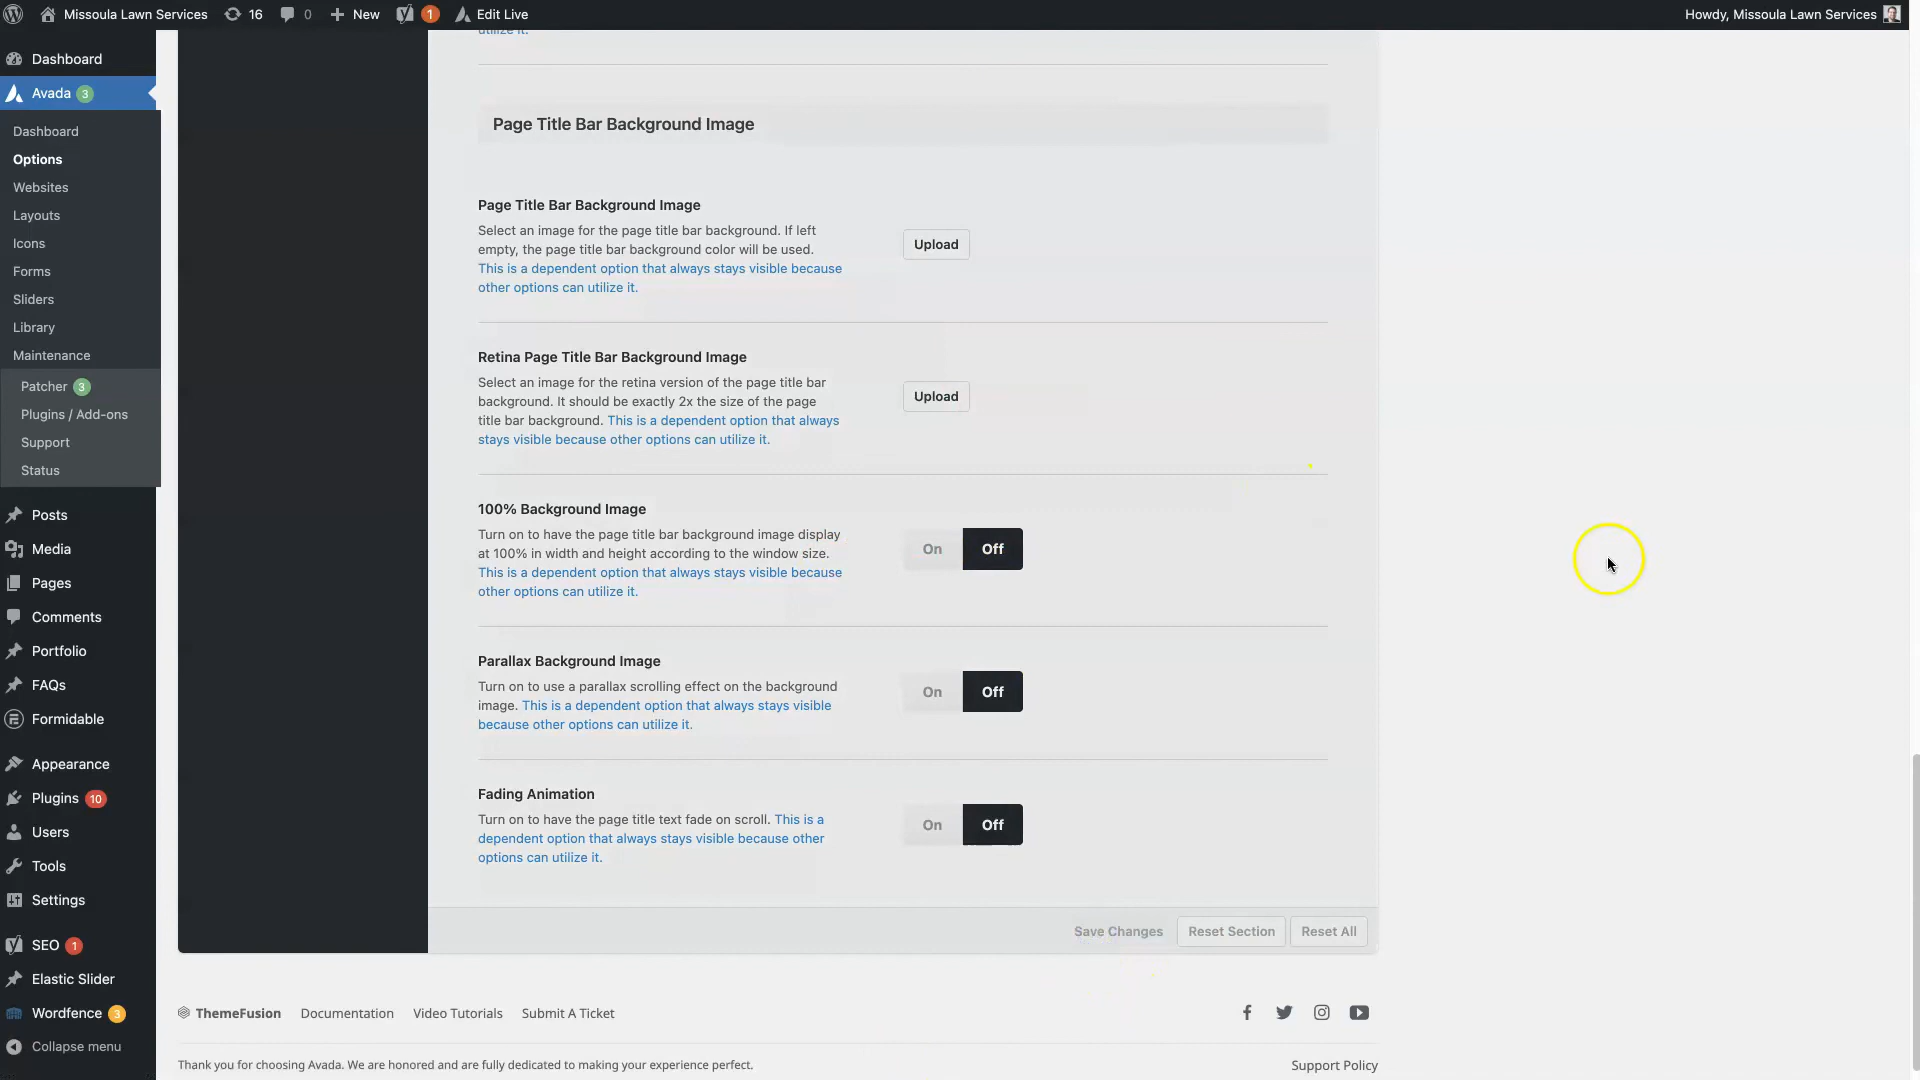 Missoula Lawn Services 16 0 New 1 Edit Live Howdy, Missoula Lawn Services
utilize it.
Dashboard
Avada 3
Dashboard
Options
Websites
Layouts
Icons
Forms
Sliders
Library
Maintenance
Patcher 3
Plugins / Add-ons
Support
Status
Posts
Media
Pages
Comments
Portfolio
FAQs
Formidable
Appearance
Plugins 10
Users
Tools
Settings
SEO 1
Elastic Slider
Wordfence 3
Collapse menu
Page Title Bar Background Image
Page Title Bar Background Image
Select an image for the page title bar background. If left
empty, the page title bar background color will be used.
This is a dependent option that always stays visible because
other options can utilize it.
Upload
Retina Page Title Bar Background Image
Select an image for the retina version of the page title bar
background. It should be exactly 2x the size of the page
title bar background. This is a dependent option that always
stays visible because other options can utilize it.
Upload
100% Background Image
Turn on to have the page title bar background image display
at 100% in width and height according to the window size.
This is a dependent option that always stays visible because
other options can utilize it.
On Off
Parallax Background Image
Turn on to use a parallax scrolling effect on the background
image. This is a dependent option that always stays visible
because other options can utilize it.
On Off
Fading Animation
Turn on to have the page title text fade on scroll. This is a
dependent option that always stays visible because other
options can utilize it.
On Off
Save Changes Reset Section Reset All
ThemeFusion Documentation Video Tutorials Submit A Ticket
Thank you for choosing Avada. We are honored and are fully dedicated to making your experience perfect. Support Policy